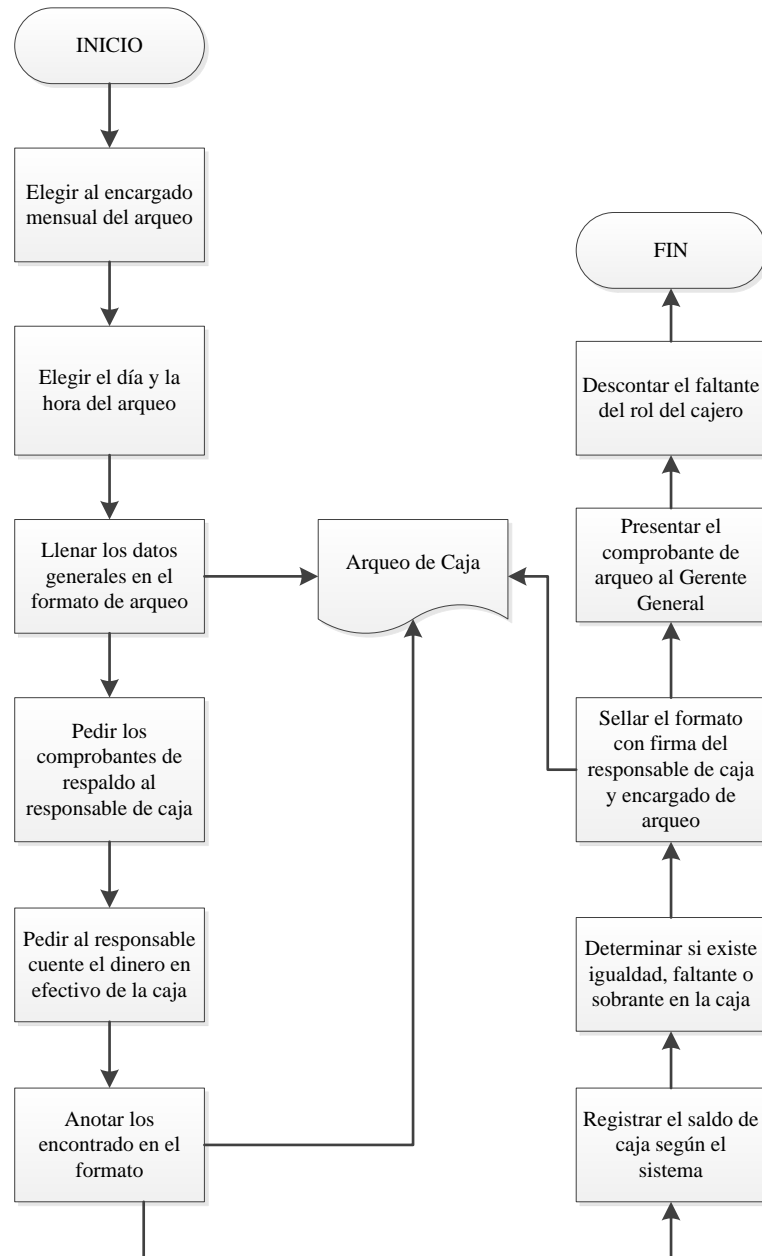 INICIO
Elegir al encargado
mensual del arqueo
Elegir el día y la
hora del arqueo
Llenar los datos
generales en el
formato de arqueo
Arqueo de Caja
Pedir los
comprobantes de
respaldo al
responsable de caja
Pedir al responsable
cuente el dinero en
efectivo de la caja
Anotar los
encontrado en el
formato
Registrar el saldo de
caja según el
sistema
Determinar si existe
igualdad, faltante o
sobrante en la caja
Sellar el formato
con firma del
responsable de caja
y encargado de
arqueo
Presentar el
comprobante de
arqueo al Gerente
General
Descontar el faltante
del rol del cajero
FIN